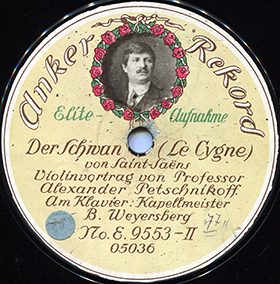 Anker Rekord
Elite- Aufnahme
Der Schwan (Le Cygne)
von Saint-Saëns
Violinvortrag von Professor
Alexander Petschnikoff
Am Klavier: Kapellmeister
B. Weyersberg
No. E. 9553-II
05036
"77"